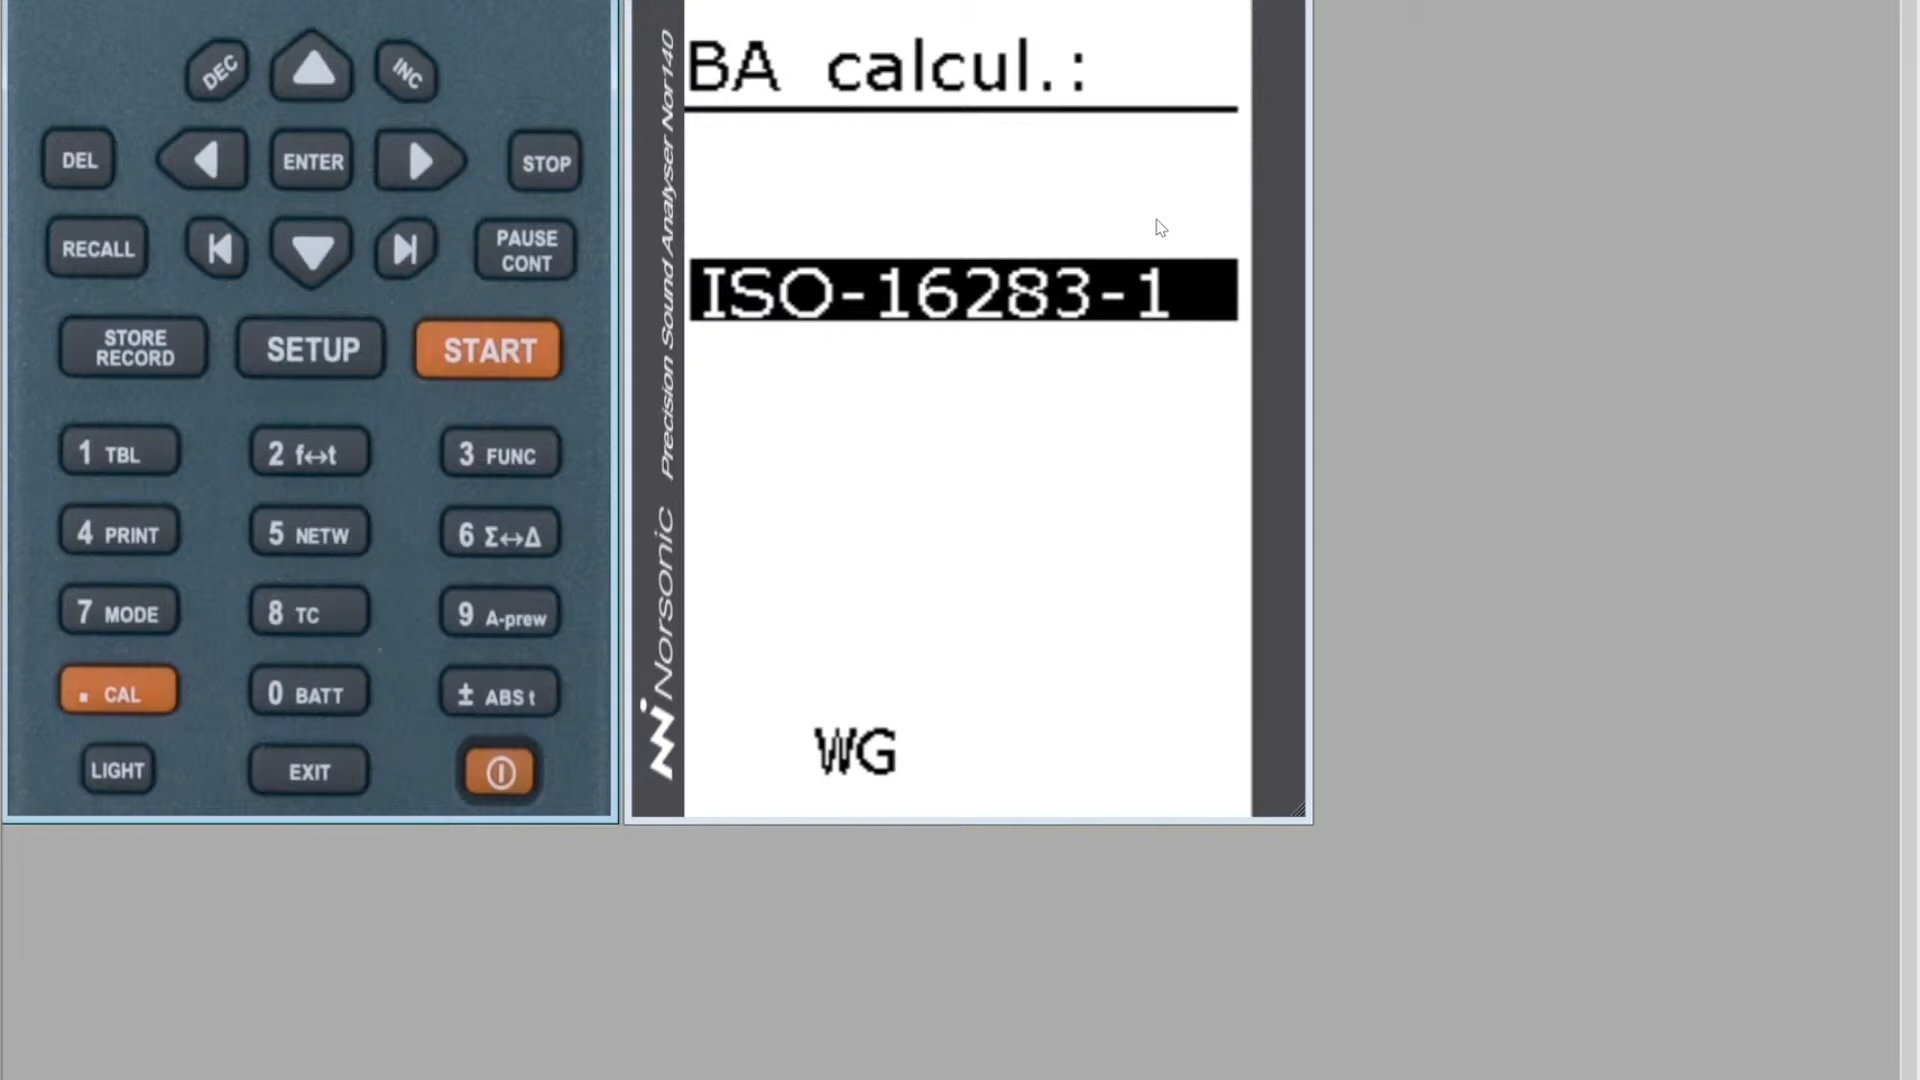 DEC
INC
DEL
ENTER
STOP
RECALL
PAUSE
CONT
STORE
RECORD
SETUP
START
1 TBL
2 f↔t
3 FUNC
4 PRINT
5 NETW
6 Σ↔Δ
7 MODE
8 TC
9 A-prew
. CAL
0 BATT
± ABS t
LIGHT
EXIT
Norsonic Precision Sound Analyser Nor140
BA calcul.:
ISO-16283-1
WG